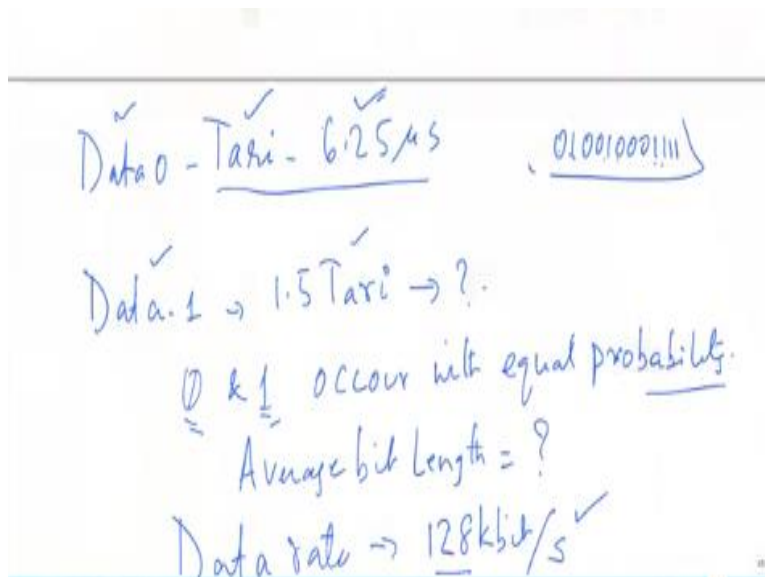 Data 0 - Tari - 6.25 μs 010010001111
Data. 1 → 1.5 Tari → ?.
0 & 1 occour with equal probability.
Average bit Length = ?
Data rate → 128 kbit/s